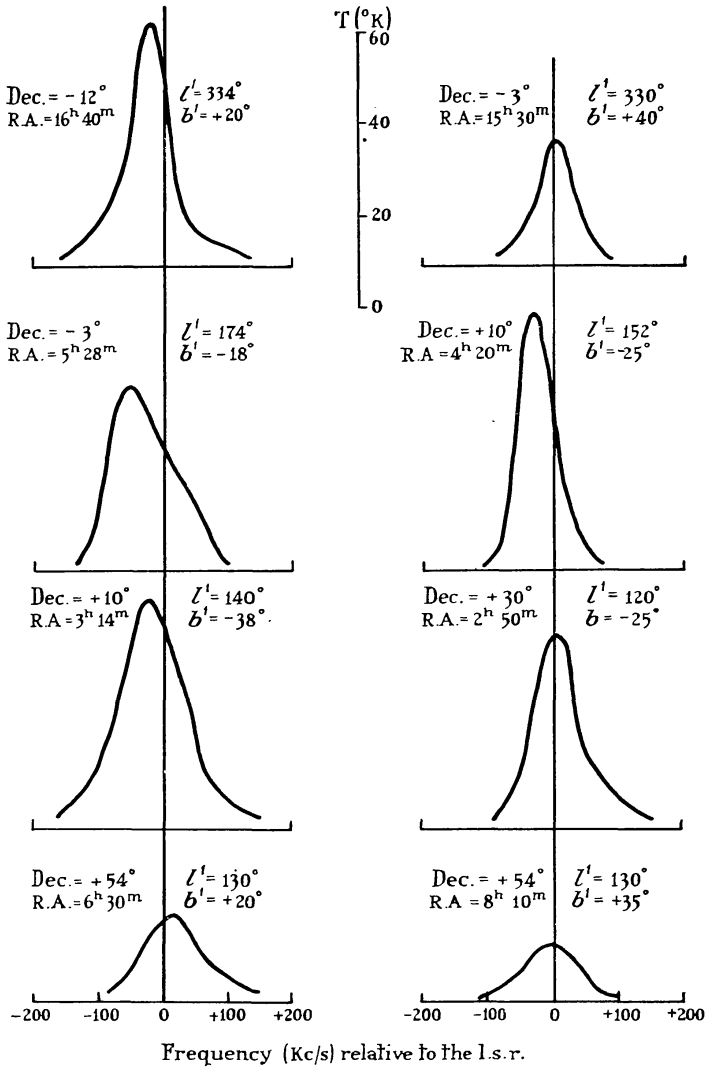 T (°K)
60
40
20
0
Dec. = - 12° l' = 334°
R.A. = 16h 40m b' = +20°
Dec. = - 3° l' = 330°
R.A. = 15h 30m b' = +40°
Dec. = - 3° l' = 174°
R.A. = 5h 28m b' = -18°
Dec. = +10° l' = 152°
R.A = 4h 20m b' = -25°
Dec. = +10° l' = 140°
R.A = 3h 14m b' = -38°
Dec. = + 30° l' = 120°
R.A. = 2h 50m b = -25°
Dec. = + 54° l' = 130°
R.A. = 6h 30m b' = +20°
Dec. = + 54° l' = 130°
R.A = 8h 10m b' = +35°
-200 -100 0 +100 +200 -200 -100 0 +100 +200
Frequency (Kc/s) relative to the l.s.r.